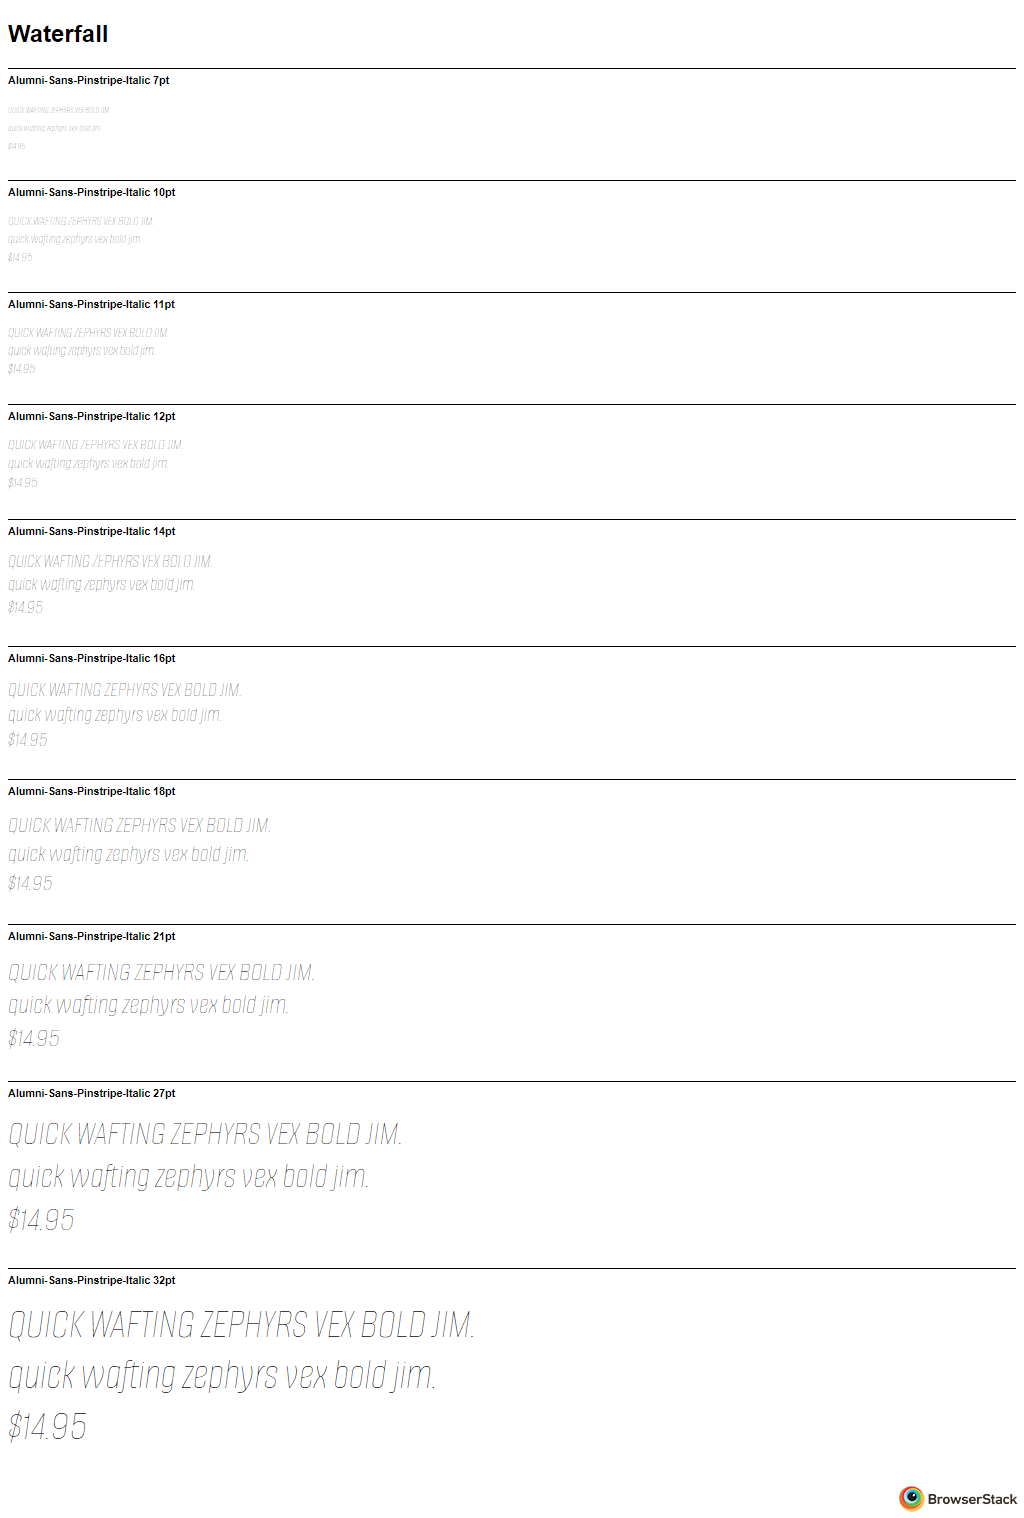 Waterfall
Alumni-Sans-Pinstripe-Italic 7pt
QUICK WAFTING ZEPHYRS VEX BOLD JIM.
quick wafting zephyrs vex bold jim.
$14.95
Alumni-Sans-Pinstripe-Italic 10pt
QUICK WAFTING ZEPHYRS VEX BOLD JIM.
quick wafting zephyrs vex bold jim.
$14.95
Alumni-Sans-Pinstripe-Italic 11pt
QUICK WAFTING ZEPHYRS VEX BOLD JIM.
quick wafting zephyrs vex bold jim.
$14.95
Alumni-Sans-Pinstripe-Italic 12pt
QUICK WAFTING ZEPHYRS VEX BOLD JIM.
quick wafting zephyrs vex bold jim.
$14.95
Alumni-Sans-Pinstripe-Italic 14pt
QUICK WAFTING ZEPHYRS VEX BOLD JIM.
quick wafting zephyrs vex bold jim.
$14.95
Alumni-Sans-Pinstripe-Italic 16pt
QUICK WAFTING ZEPHYRS VEX BOLD JIM.
quick wafting zephyrs vex bold jim.
$14.95
Alumni-Sans-Pinstripe-Italic 18pt
QUICK WAFTING ZEPHYRS VEX BOLD JIM.
quick wafting zephyrs vex bold jim.
$14.95
Alumni-Sans-Pinstripe-Italic 21pt
QUICK WAFTING ZEPHYRS VEX BOLD JIM.
quick wafting zephyrs vex bold jim.
$14.95
Alumni-Sans-Pinstripe-Italic 27pt
QUICK WAFTING ZEPHYRS VEX BOLD JIM.
quick wafting zephyrs vex bold jim.
$14.95
Alumni-Sans-Pinstripe-Italic 32pt
QUICK WAFTING ZEPHYRS VEX BOLD JIM.
quick wafting zephyrs vex bold jim.
$14.95
BrowserStack